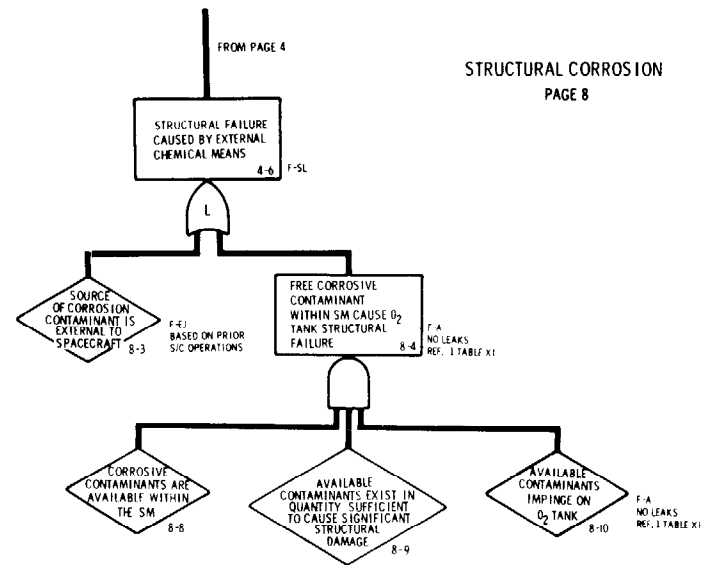 FROM PAGE 4
STRUCTURAL CORROSION
PAGE 8
STRUCTURAL FAILURE
CAUSED BY EXTERNAL
CHEMICAL MEANS
4-6
F-SL
L
SOURCE
OF CORROSION
CONTAMINANT IS
EXTERNAL TO
SPACECRAFT
8-3
F-EJ
BASED ON PRIOR
S/C OPERATIONS
FREE CORROSIVE
CONTAMINANT
WITHIN SM CAUSE O2
TANK STRUCTURAL
FAILURE
8-4
F-A
NO LEAKS
REF. 1 TABLE XI
CORROSIVE
CONTAMINANTS ARE
AVAILABLE WITHIN
THE SM
8-8
AVAILABLE
CONTAMINANTS EXIST IN
QUANTITY SUFFICIENT
TO CAUSE SIGNIFICANT
STRUCTURAL
DAMAGE
8-9
AVAILABLE
CONTAMINANTS
IMPINGE ON
O2 TANK
8-10
F-A
NO LEAKS
REF. 1 TABLE XI